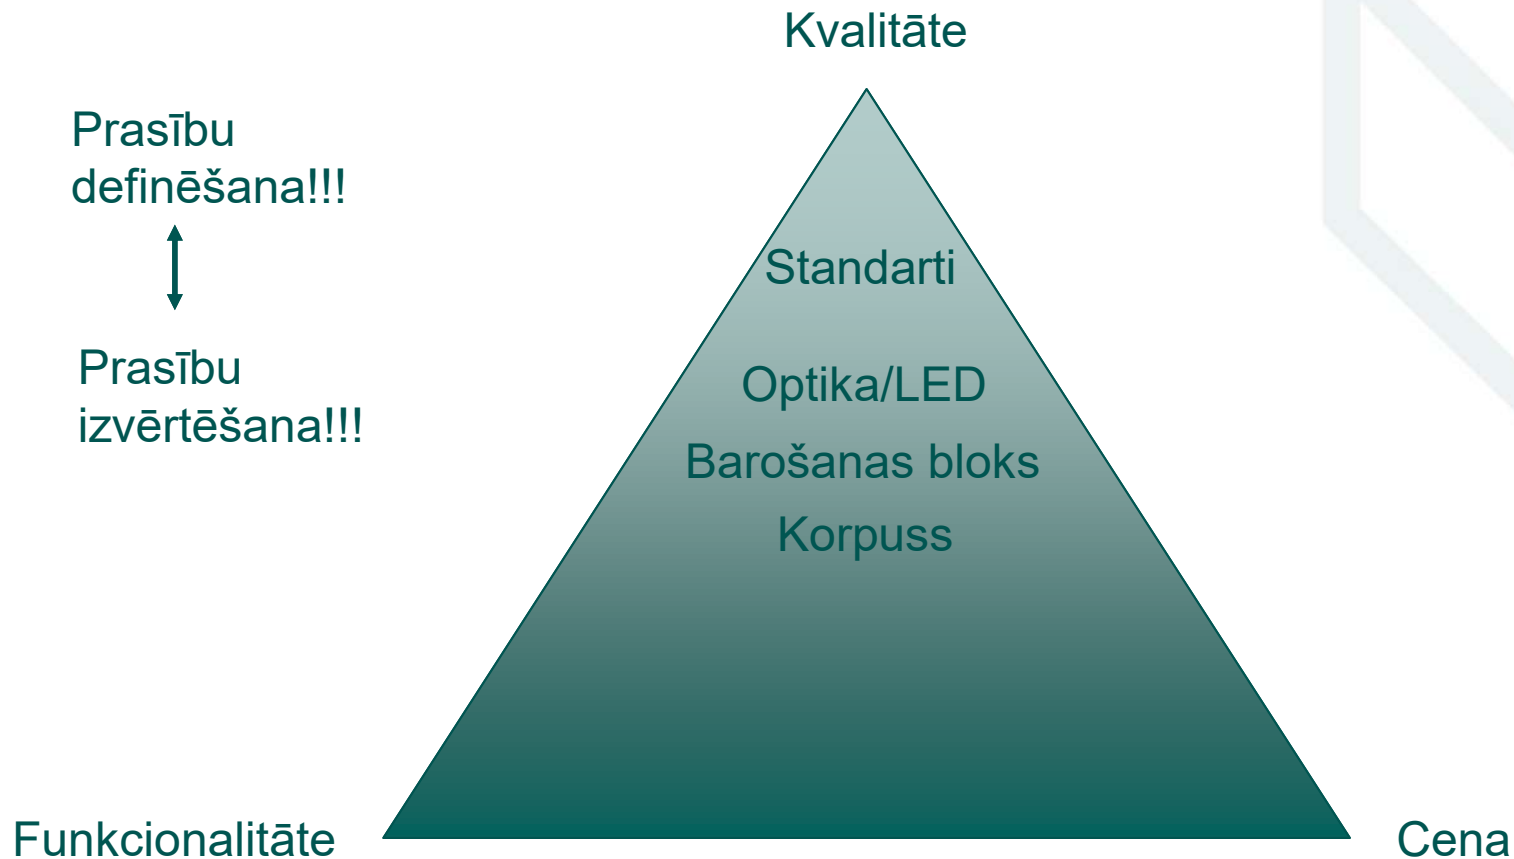 Kvalitāte
Prasību
definēšana!!!
Prasību
izvērtēšana!!!
Standarti
Optika/LED
Barošanas bloks
Korpuss
Funkcionalitāte
Cena